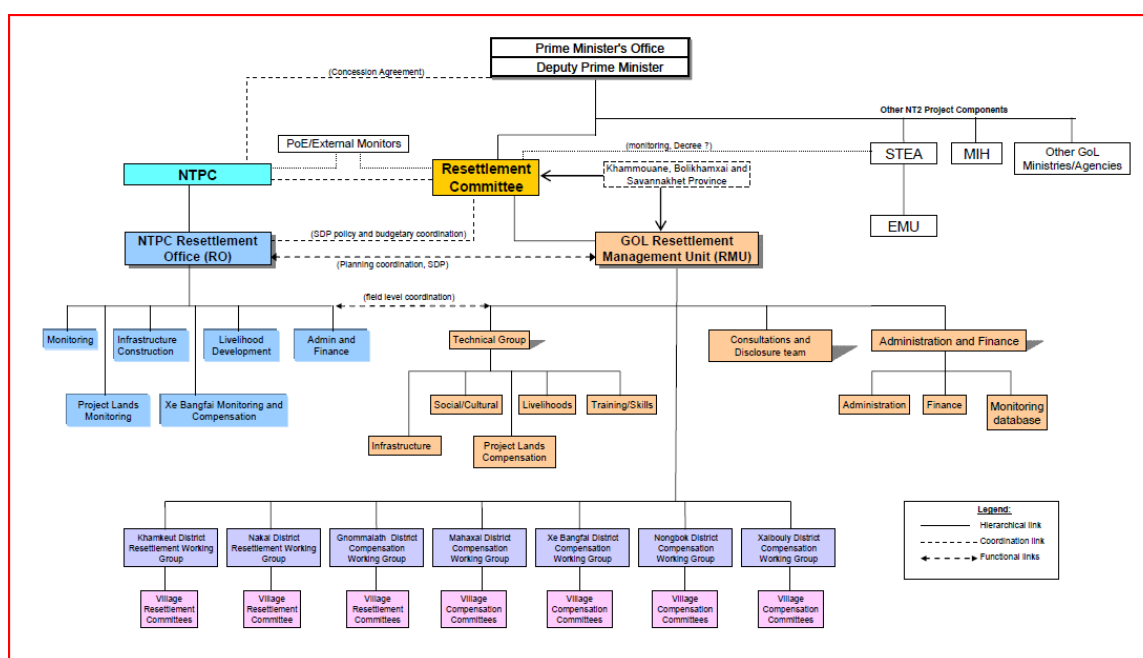 Prime Minister's Office
Deputy Prime Minister
(Concession Agreement)
Other NT2 Project Components
PoE/External Monitors
(monitoring, Decree ?)
STEA
MIH
Other GoL
Ministries/Agencies
NTPC
Resettlement
Committee
Khammouane, Bolikhamxai and
Savannakhet Province
EMU
NTPC Resettlement
Office (RO)
(SDP policy and budgetary coordination)
GOL Resettlement
Management Unit (RMU)
(Planning coordination, SDP)
(field level coordination)
Monitoring
Infrastructure
Construction
Livelihood
Development
Admin and
Finance
Technical Group
Consultations and
Disclosure team
Administration and Finance
Project Lands
Monitoring
Xe Bangfai Monitoring and
Compensation
Social/Cultural
Livelihoods
Training/Skills
Administration
Finance
Monitoring
database
Infrastructure
Project Lands
Compensation
Khamkeut District
Resettlement Working
Group
Nakai District
Resettlement Working
Group
Gnommalath District
Compensation
Working Group
Mahaxai District
Compensation
Working Group
Xe Bangfai District
Compensation
Working Group
Nongbok District
Compensation
Working Group
Xaibouly District
Compensation
Working Group
Village
Resettlement
Committees
Village
Resettlement
Committee
Village
Resettlement
Committees
Village
Compensation
Committees
Village
Compensation
Committees
Village
Compensation
Committees
Village
Compensation
Committees
Legend:
Hierarchical link
Coordination link
Functional links